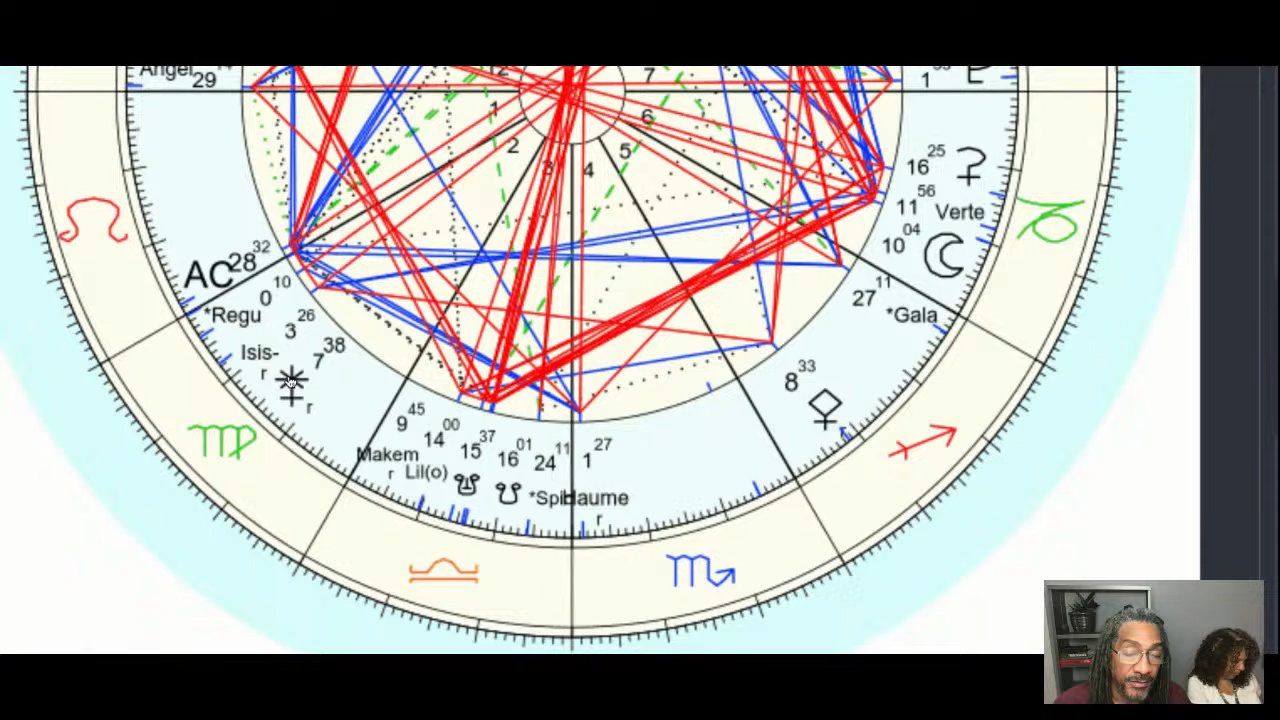 Angel
29
12
7
1
1
6
2
5
3
4
16 25
11 56
Verte
10 04
AC 28 32
0 10
*Regu
27 11
*Gala
3 26
Isis-
r
7 38
r
8 33
9 45
14 00
15 37
16 01
24 11
1 27
Makem
r
Lil(o)
*Spi
Haume
r